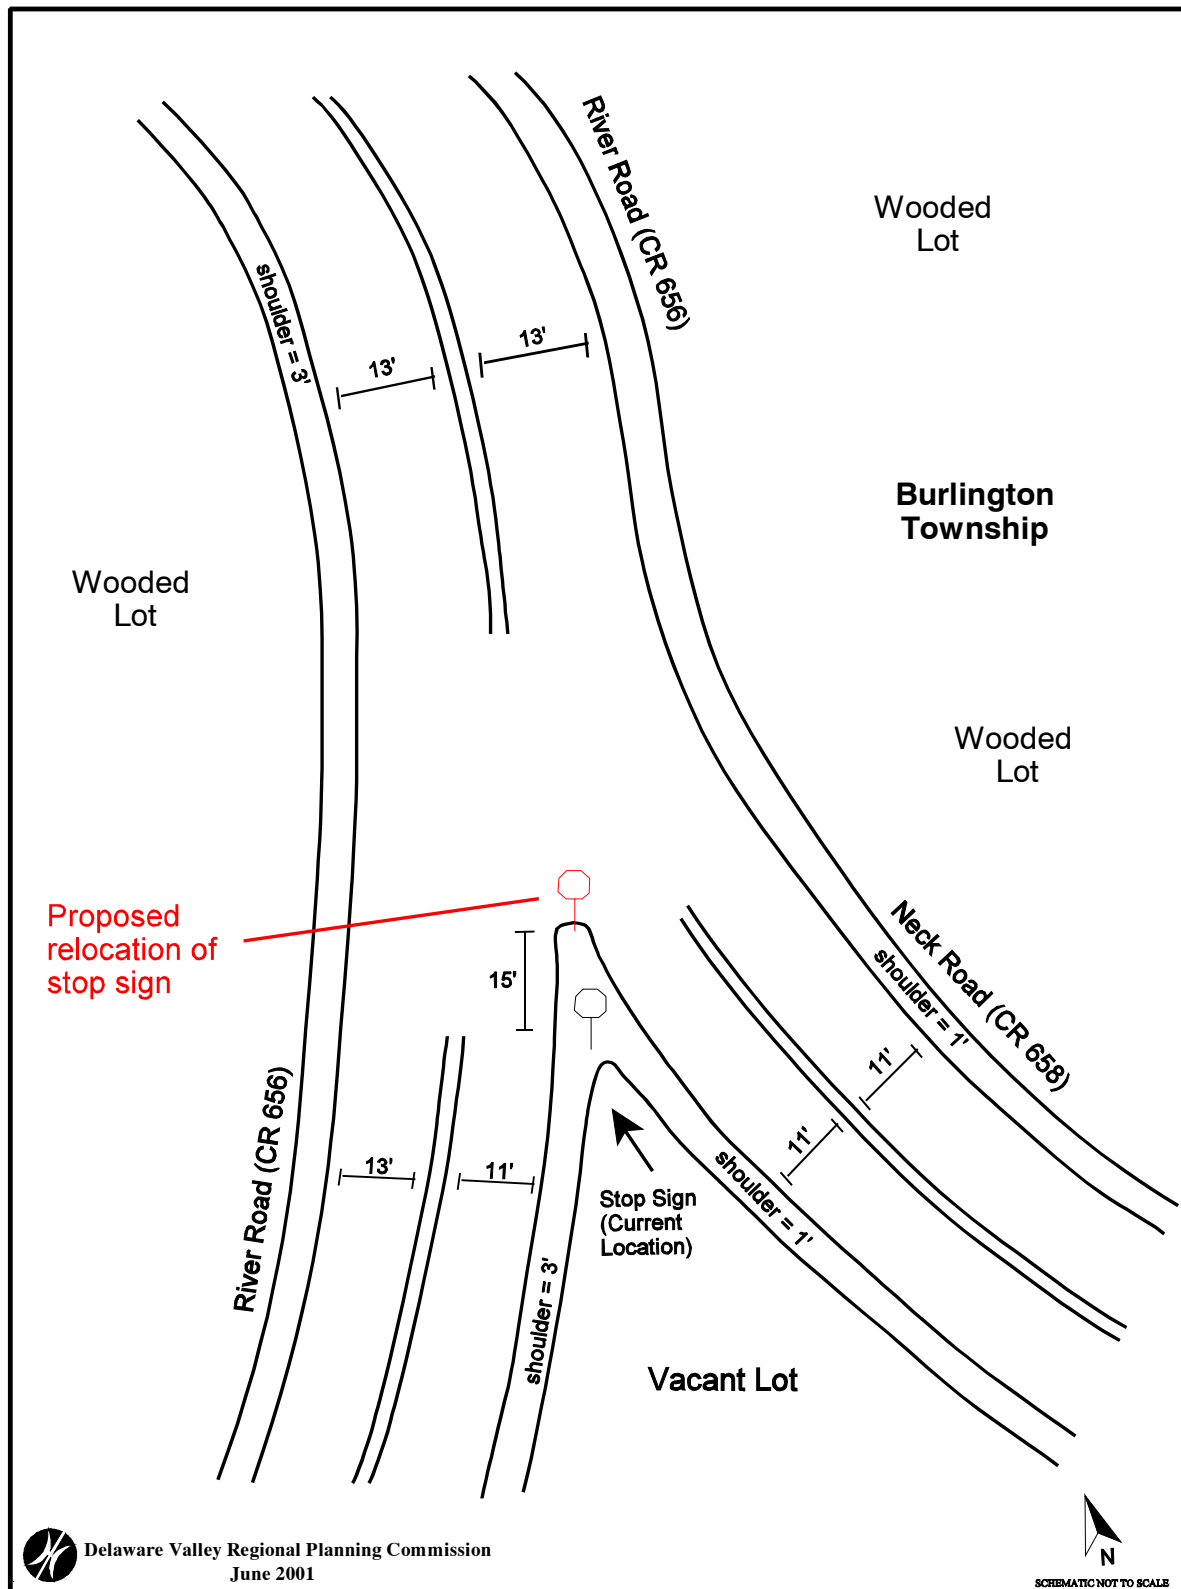 River Road (CR 656)
Wooded
Lot
shoulder = 3'
13'
13'
Burlington
Township
Wooded
Lot
Wooded
Lot
Proposed
relocation of
stop sign
15'
Neck Road (CR 658)
shoulder = 1'
11'
11'
River Road (CR 656)
13'
11'
shoulder = 1'
Stop Sign
(Current
Location)
shoulder = 3'
Vacant Lot
Delaware Valley Regional Planning Commission
June 2001
N
SCHEMATIC NOT TO SCALE